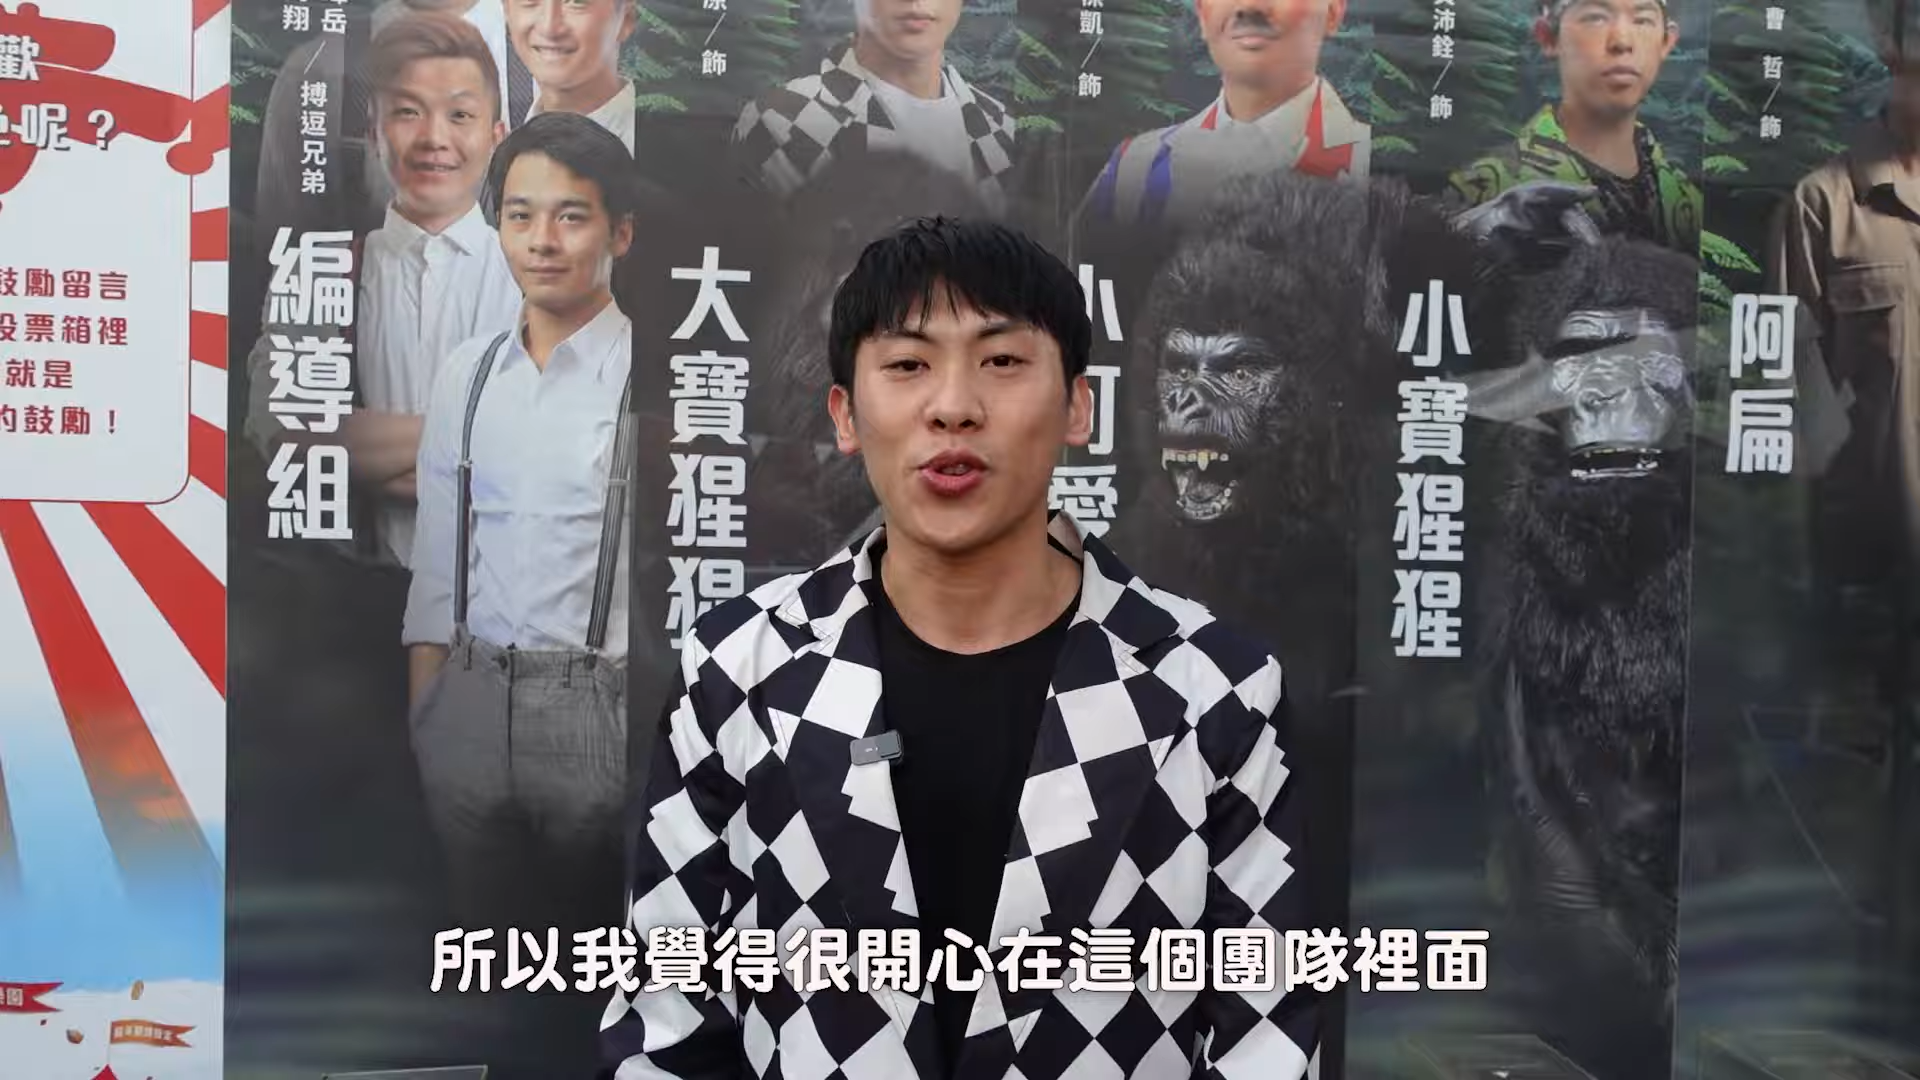 歡
呢？
鼓勵留言
投票箱裡
就是
的鼓勵！
翔
岳／搏逗兄弟
編導組
／飾
大寶猩猩
凱／飾
小可愛
沛銓／飾
小寶猩猩
曹哲／飾
阿扁
所以我覺得很開心在這個團隊裡面